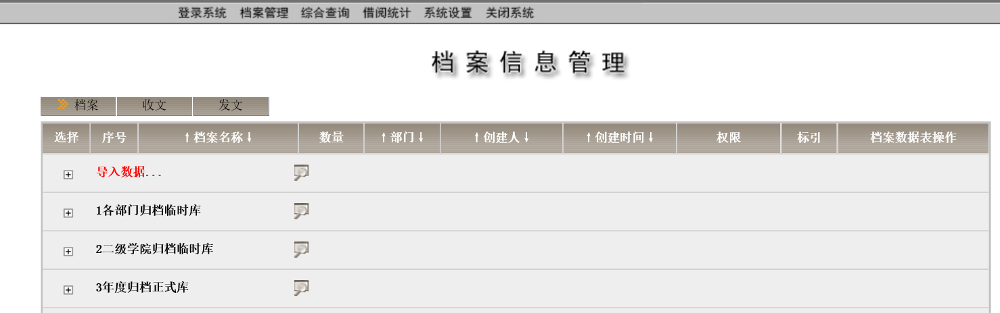 登录系统 档案管理 综合查询 借阅统计 系统设置 关闭系统
档案信息管理
档案 收文 发文
选择 序号 ↑档案名称↓ 数量 ↑部门↓ ↑创建人↓ ↑创建时间↓ 权限 标引 档案数据表操作
导入数据...
1各部门归档临时库
2二级学院归档临时库
3年度归档正式库